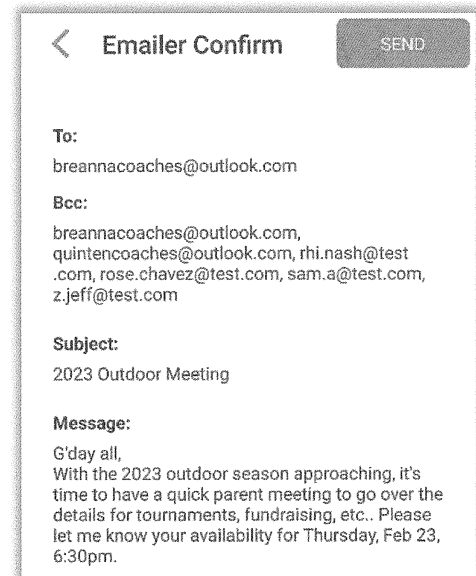 Emailer Confirm
SEND
To:
breannacoaches@outlook.com
Bcc:
breannacoaches@outlook.com,
quintencoaches@outlook.com, rhi.nash@test
.com, rose.chavez@test.com, sam.a@test.com,
z.jeff@test.com
Subject:
2023 Outdoor Meeting
Message:
G'day all,
With the 2023 outdoor season approaching, it's
time to have a quick parent meeting to go over the
details for tournaments, fundraising, etc.. Please
let me know your availability for Thursday, Feb 23,
6:30pm.